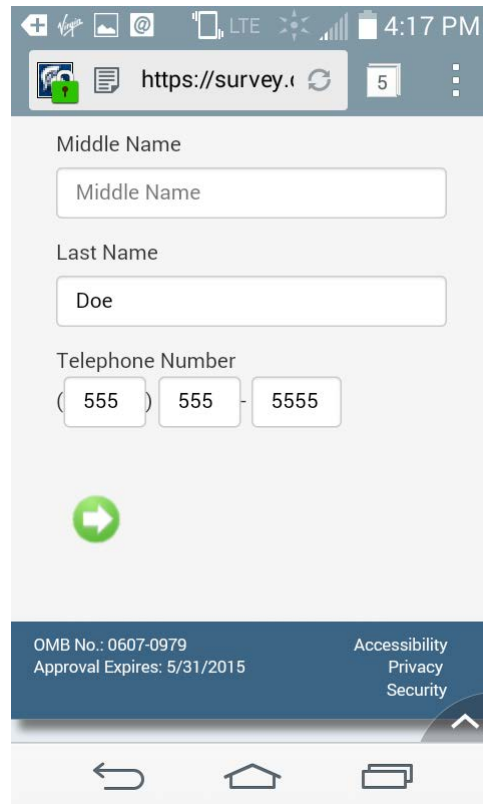 Virgin @ LTE 4:17 PM
https://survey.c 5
Middle Name
Middle Name
Last Name
Doe
Telephone Number
( 555 ) 555 - 5555
OMB No.: 0607-0979 Accessibility
Approval Expires: 5/31/2015 Privacy
Security